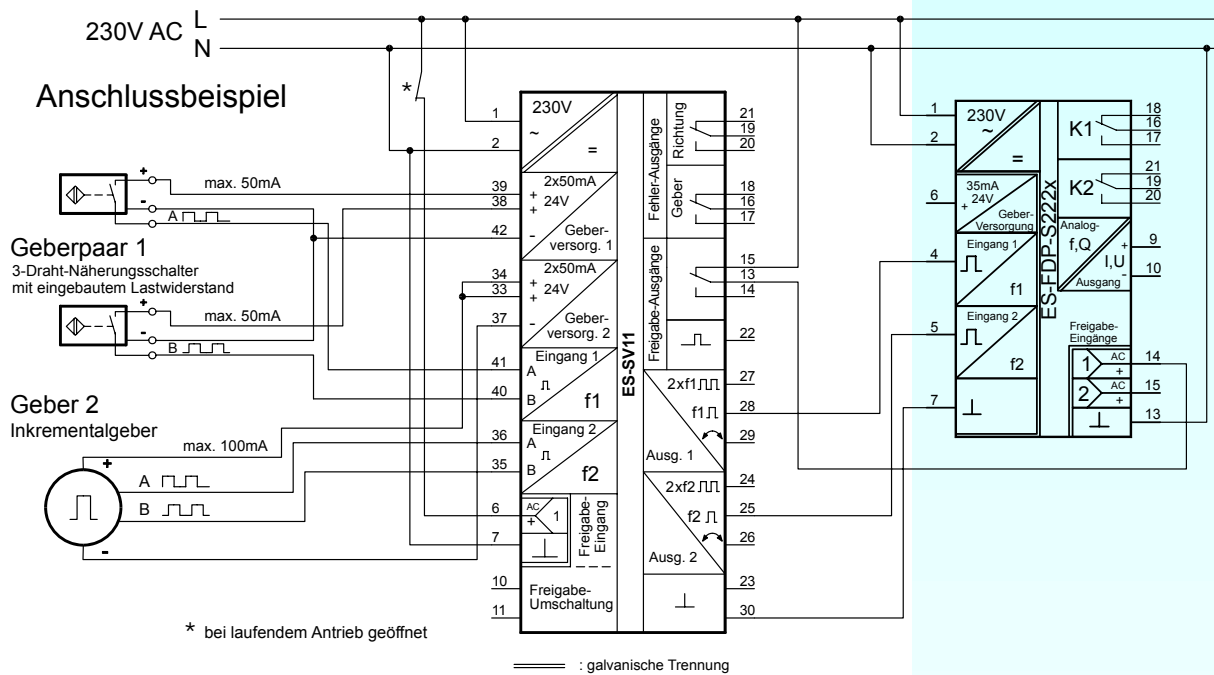 230V AC
L
N
Anschlussbeispiel
*
+
max. 50mA
-
A
Geberpaar 1
3-Draht-Näherungsschalter
mit eingebautem Lastwiderstand
+
max. 50mA
-
B
Geber 2
Inkrementalgeber
max. 100mA
+
A
B
-
* bei laufendem Antrieb geöffnet
: galvanische Trennung
1
2
39
38
42
34
33
37
41
40
36
35
6
7
10
11
230V
~
=
2x50mA
+ 24V
+
-
Geber-
versorg. 1
2x50mA
+ 24V
+
-
Geber-
versorg. 2
Eingang 1
A
B
f1
Eingang 2
A
B
f2
AC
+
1
Freigabe-
Eingang
Freigabe-
Umschaltung
ES-SV11
Fehler-Ausgänge
Richtung
Geber
Freigabe-Ausgänge
2xf1
f1
Ausg. 1
2xf2
f2
Ausg. 2
21
19
20
18
16
17
15
13
14
22
27
28
29
24
25
26
23
30
1
2
6
4
5
7
230V
~
=
35mA
24V
+
Geber-
Versorgung
Eingang 1
f1
Eingang 2
f2
ES-FDP-S222x
K1
K2
Analog-
f,Q
I,U
+
-
Ausgang
Freigabe-
Eingänge
1
AC
+
2
AC
+
18
16
17
21
19
20
9
10
14
15
13